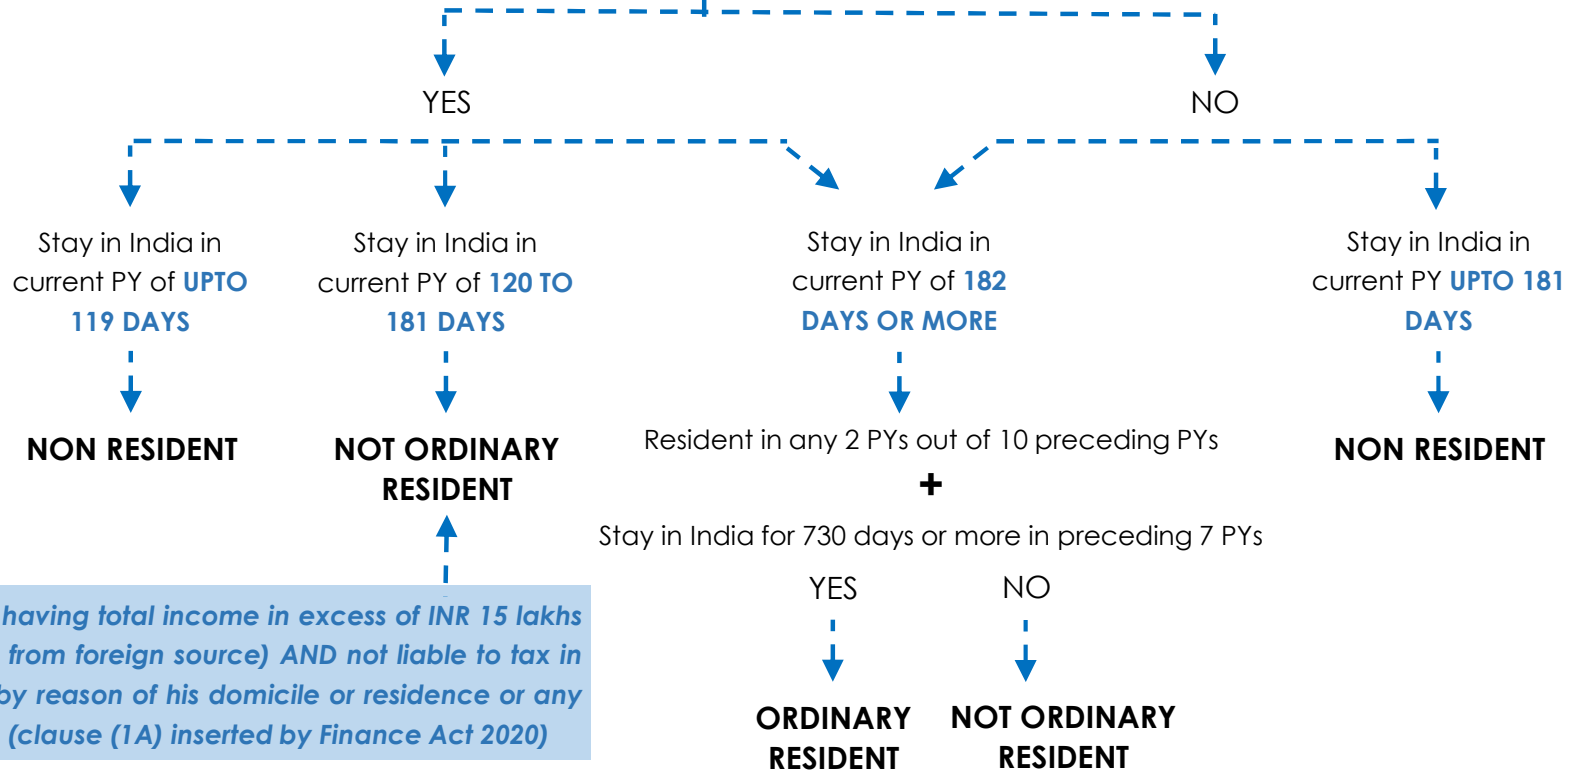 YES
NO
Stay in India in
current PY of UPTO
119 DAYS
Stay in India in
current PY of 120 TO
181 DAYS
Stay in India in
current PY of 182
DAYS OR MORE
Stay in India in
current PY UPTO 181
DAYS
NON RESIDENT
NOT ORDINARY
RESIDENT
Resident in any 2 PYs out of 10 preceding PYs
+
Stay in India for 730 days or more in preceding 7 PYs
NON RESIDENT
YES
NO
having total income in excess of INR 15 lakhs
from foreign source) AND not liable to tax in
by reason of his domicile or residence or any
(clause (1A) inserted by Finance Act 2020)
ORDINARY
RESIDENT
NOT ORDINARY
RESIDENT